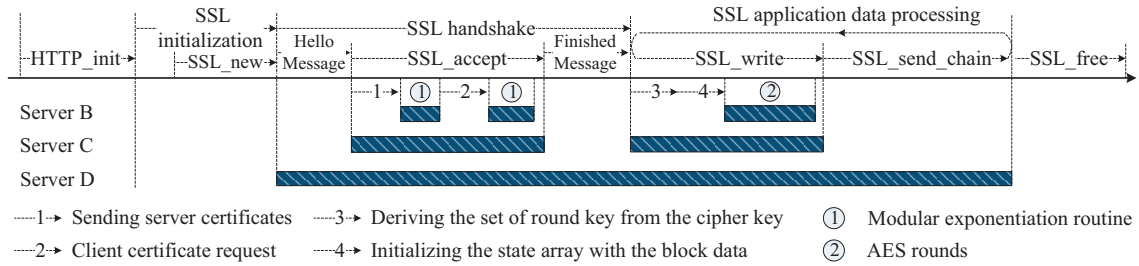 SSL
initialization
SSL handshake
SSL application data processing
HTTP_init
SSL_new
Hello
Message
SSL_accept
Finished
Message
SSL_write
SSL_send_chain
SSL_free
1 1 2 1 3 4 2
Server B
Server C
Server D
1 Sending server certificates 3 Deriving the set of round key from the cipher key 1 Modular exponentiation routine
2 Client certificate request 4 Initializing the state array with the block data 2 AES rounds